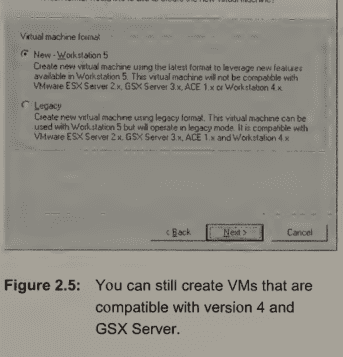 Virtual machine format
New - Workstation 5
Create new virtual machine using the latest format to leverage new features
available in Workstation 5. This virtual machine will not be compatible with
VMware ESX Server 2.x, GSX Server 3.x, ACE 1.x or Workstation 4.x
Legacy
Create new virtual machine using legacy format. This virtual machine can be
used with Workstation 5 but will operate in legacy mode. It is compatible with
VMware ESX Server 2.x, GSX Server 3.x, ACE 1.x and Workstation 4.x
< Back Next > Cancel
Figure 2.5: You can still create VMs that are
compatible with version 4 and
GSX Server.